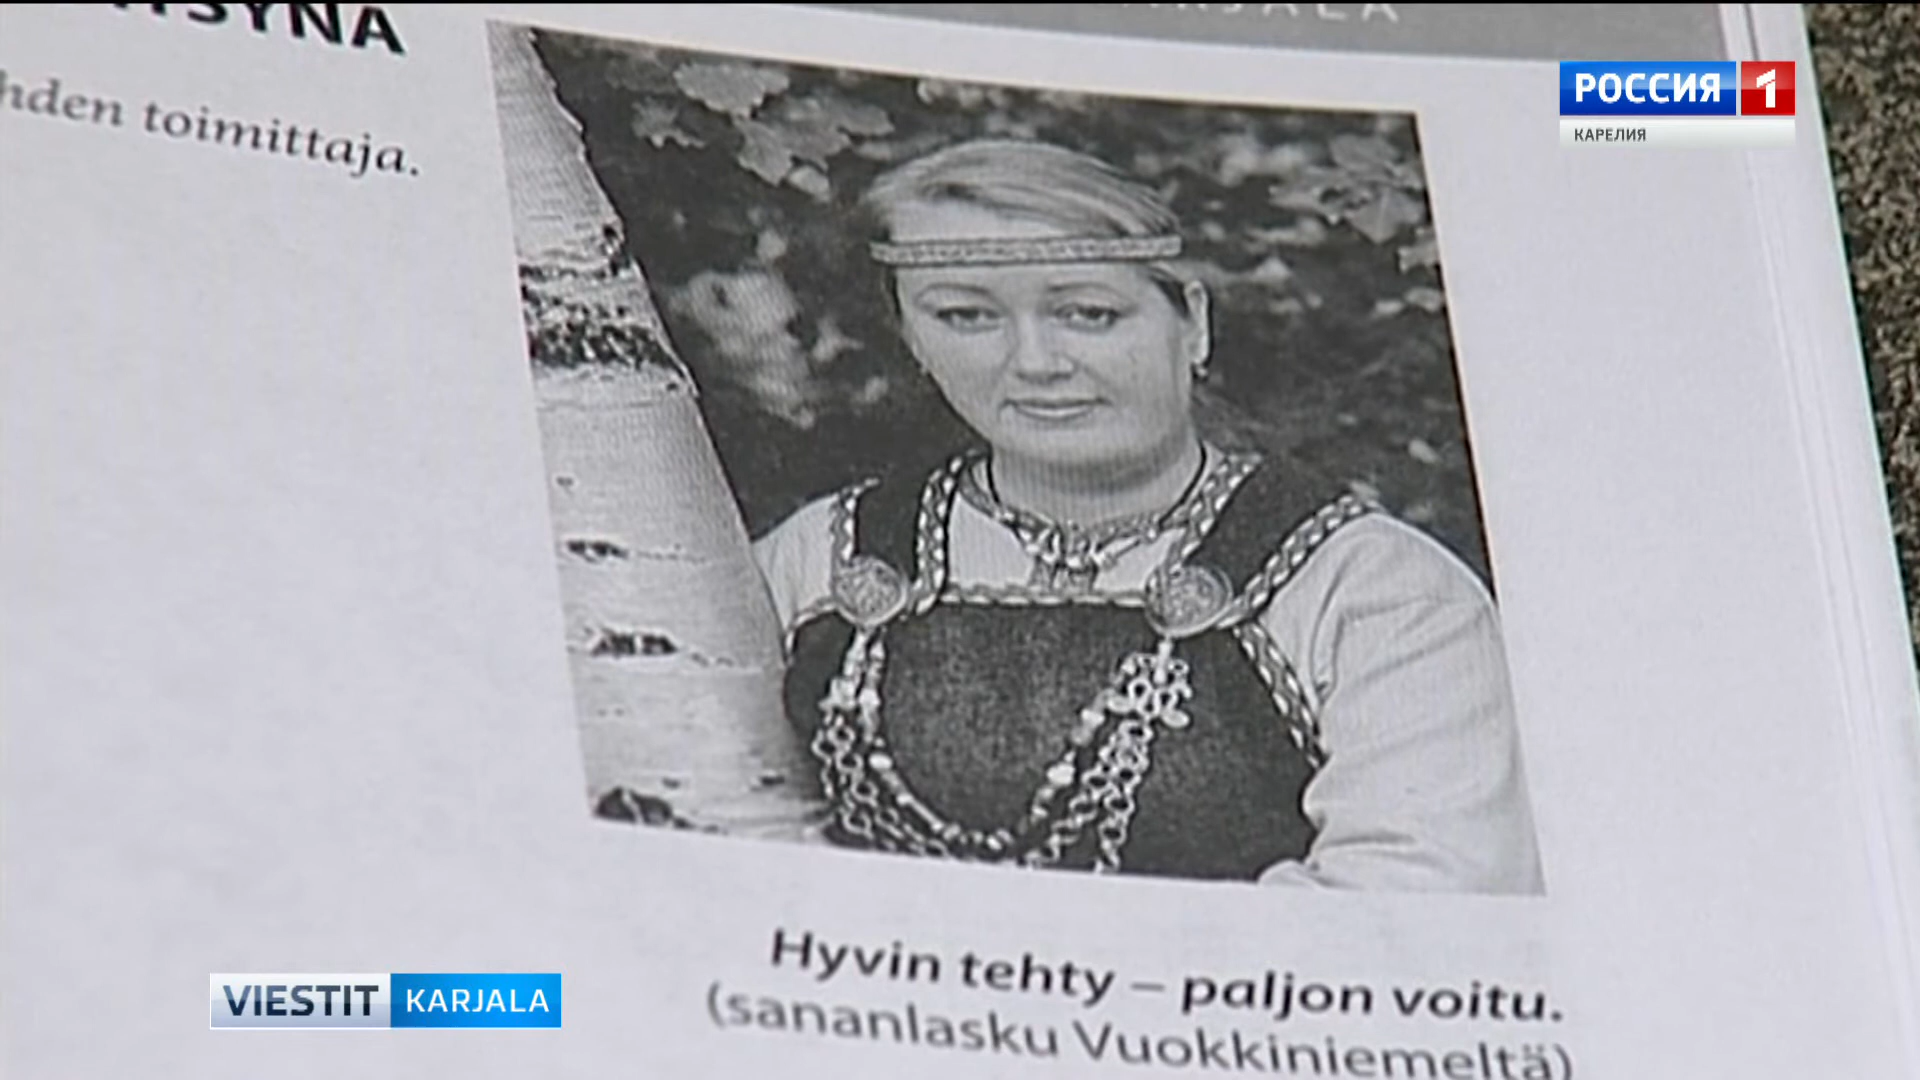 hden toimittaja.
РОССИЯ 1
КАРЕЛИЯ
Hyvin tehty – paljon voitu.
(sananlasku Vuokkiniemeltä)
VIESTIT KARJALA